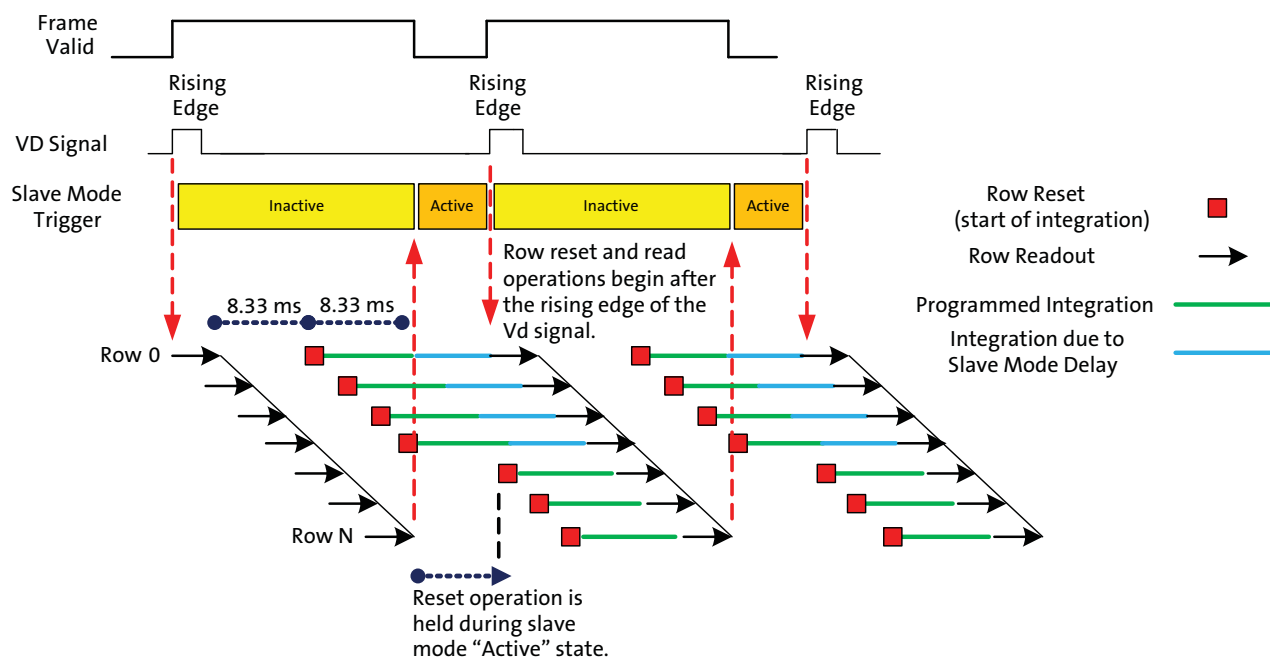 Frame
Valid
Rising
Edge
Rising
Edge
Rising
Edge
VD Signal
Slave Mode
Trigger
Inactive
Active
Inactive
Active
Row Reset
(start of integration)
Row Readout
Programmed Integration
Integration due to
Slave Mode Delay
Row reset and read
operations begin after
the rising edge of the
Vd signal.
8.33 ms
8.33 ms
Row 0
Row N
Reset operation is
held during slave
mode “Active” state.